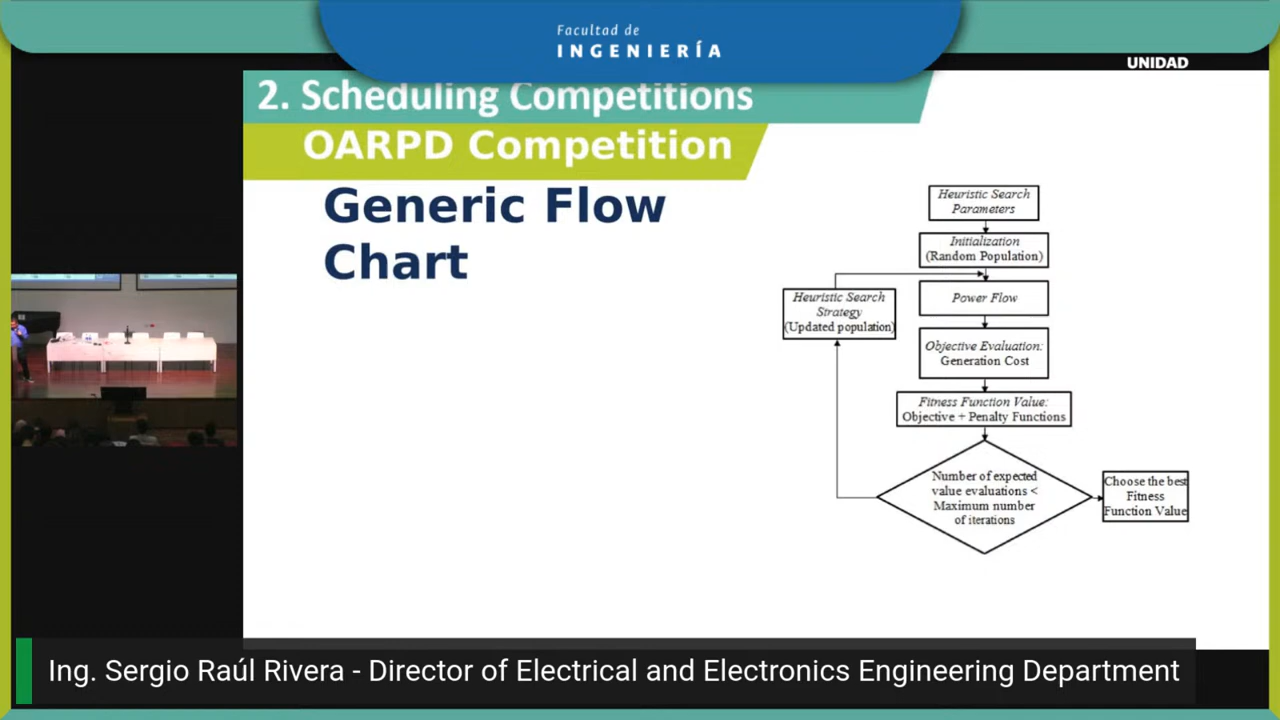 Facultad de
INGENIERÍA
UNIDAD
2. Scheduling Competitions
OARPD Competition
Generic Flow
Chart
Heuristic Search
Parameters
Initialization
(Random Population)
Heuristic Search
Strategy
(Updated population)
Power Flow
Objective Evaluation:
Generation Cost
Fitness Function Value:
Objective + Penalty Functions
Number of expected
value evaluations <
Maximum number
of iterations
Choose the best
Fitness
Function Value
Ing. Sergio Raúl Rivera - Director of Electrical and Electronics Engineering Department